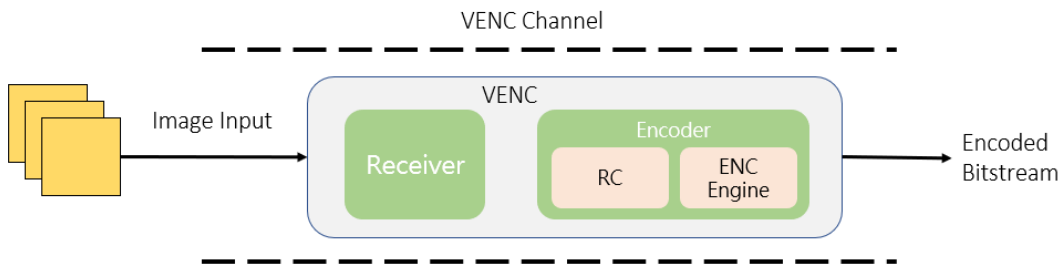 VENC Channel
VENC
Image Input
Receiver
Encoder
RC
ENC
Engine
Encoded
Bitstream